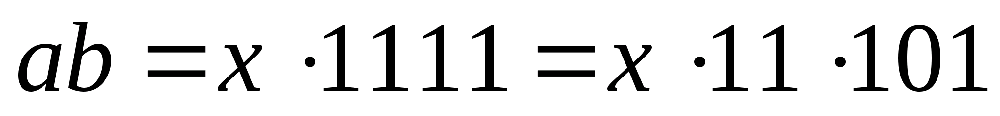 ab = x ·1111 = x ·11 ·101